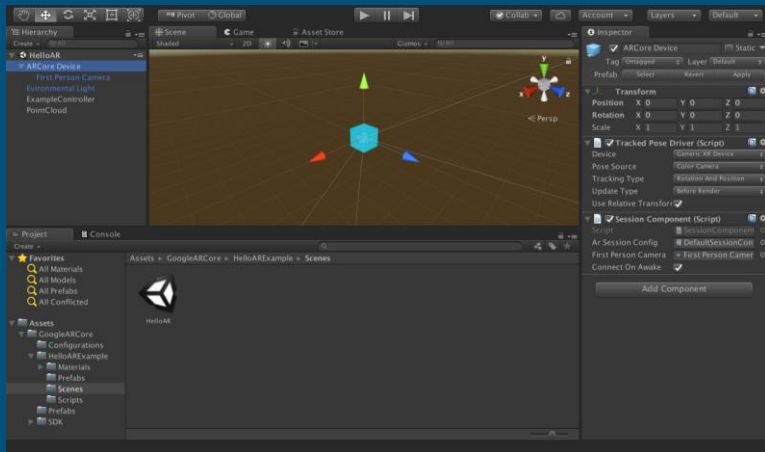 Pivot Global Collab Account Layers Default
Hierarchy Scene Game Asset Store Inspector
Create All Shaded 2D Gizmos All
HelloAR
ARCore Device
First Person Camera
Evironmental Light
ExampleController
PointCloud
y
x z
Persp
ARCore Device Static
Tag Untagged Layer Default
Prefab Select Revert Apply
Transform
Position X 0 Y 0 Z 0
Rotation X 0 Y 0 Z 0
Scale X 1 Y 1 Z 1
Tracked Pose Driver (Script)
Device Generic XR Device
Pose Source Color Camera
Tracking Type Rotation And Position
Update Type Before Render
Use Relative Transfor
Session Component (Script)
Script SessionComponent
Ar Session Config DefaultSessionCon
First Person Camera First Person Camer
Connect On Awake
Add Component
Project Console
Create
Favorites
All Materials
All Models
All Prefabs
All Conflicted
Assets
GoogleARCore
Configurations
HelloARExample
Materials
Prefabs
Scenes
Scripts
Prefabs
SDK
Assets GoogleARCore HelloARExample Scenes
HelloAR